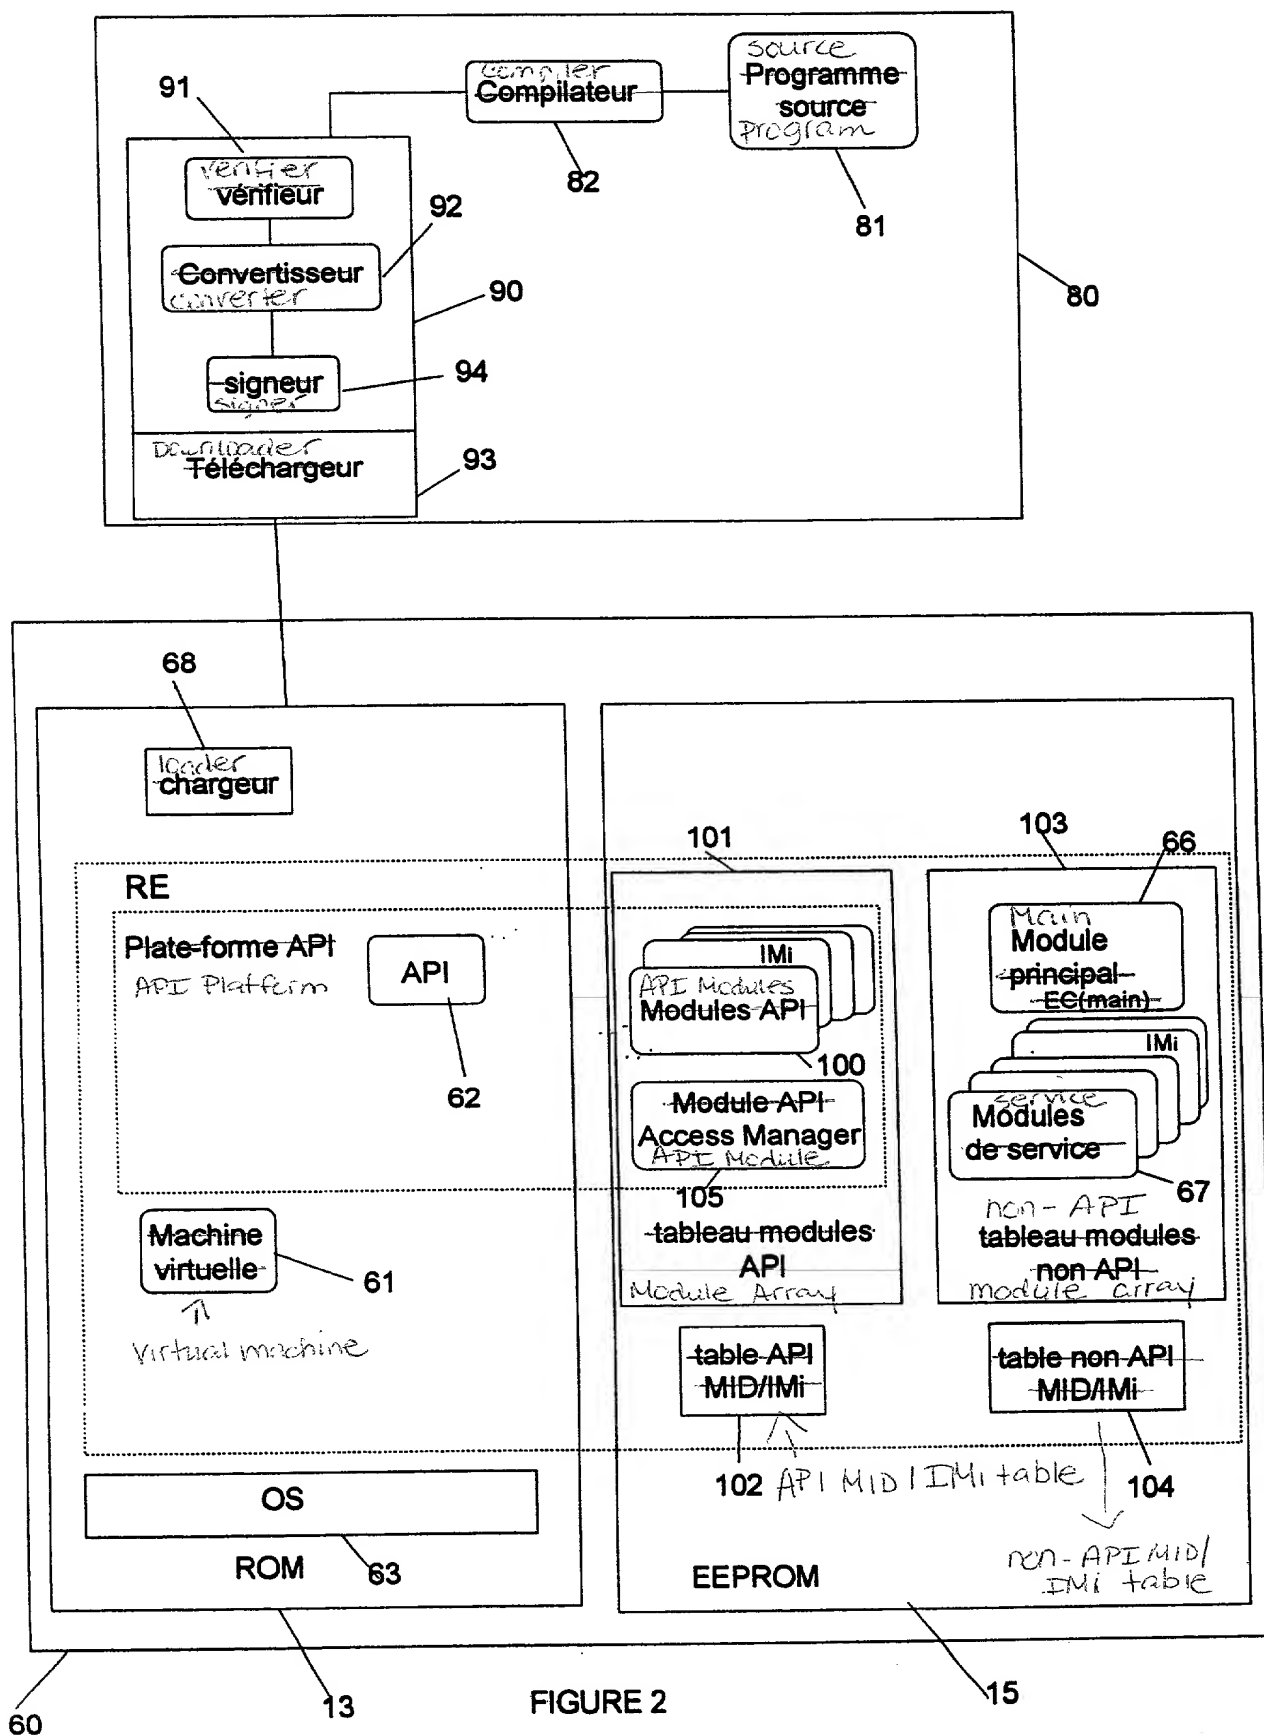 source
Programme
source
program
compiler
Compilateur
91
82
81
80
verifier
vérifieur
92
Convertisseur
converter
90
signeur
signer
94
Downloader
Téléchargeur
93
68
loader
chargeur
RE
Plate-forme API
API Platform
API
62
101
103
66
IMi
API Modules
Modules API
100
Module API
Access Manager
API Module
105
tableau modules
API
Module Array
Main
Module
principal
EC(main)
IMi
service
Modules
de service
67
non-API
tableau modules
non API
module array
Machine
virtuelle
61
virtual machine
table API
MID/IMi
102
API MID/IMi table
table non API
MID/IMi
104
non-API MID/
IMi table
OS
ROM
63
EEPROM
60
13
FIGURE 2
15